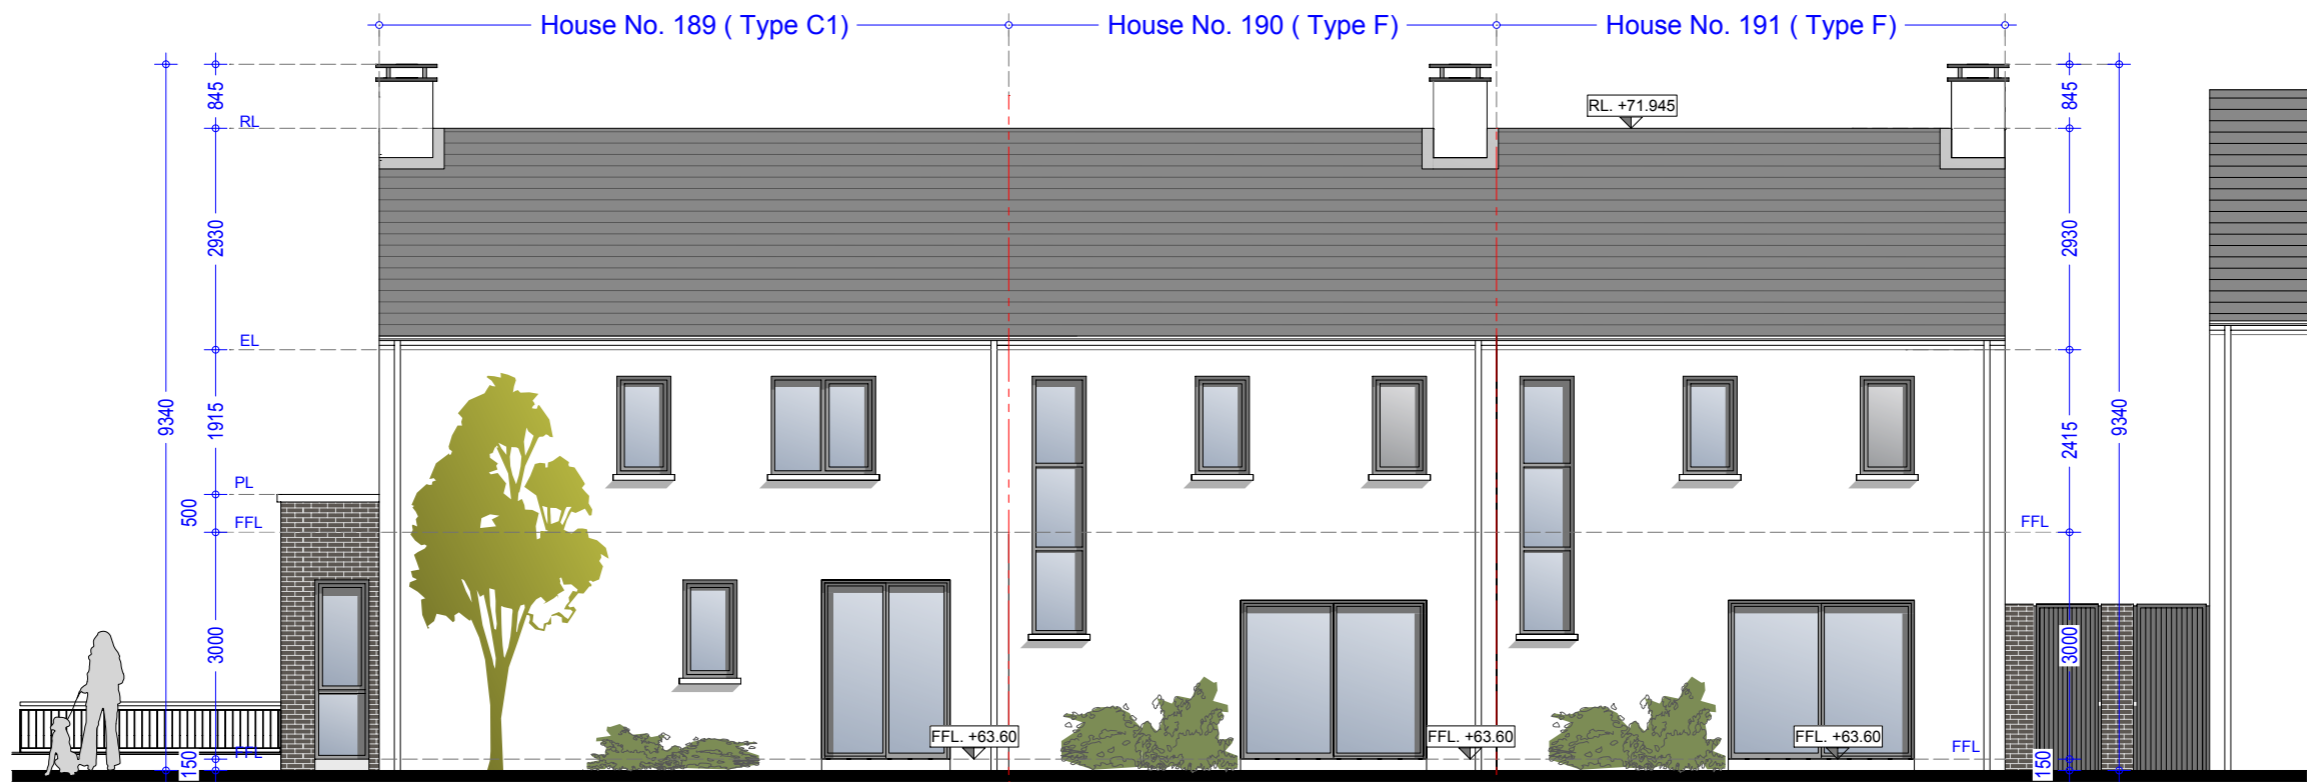 House No. 189 ( Type C1)
House No. 190 ( Type F)
House No. 191 ( Type F)
845
RL
2930
EL
9340
1915
PL
500
FFL
3000
FFL
150
RL. +71.945
FFL. +63.60
FFL. +63.60
FFL. +63.60
845
2930
9340
2415
FFL
3000
FFL
150